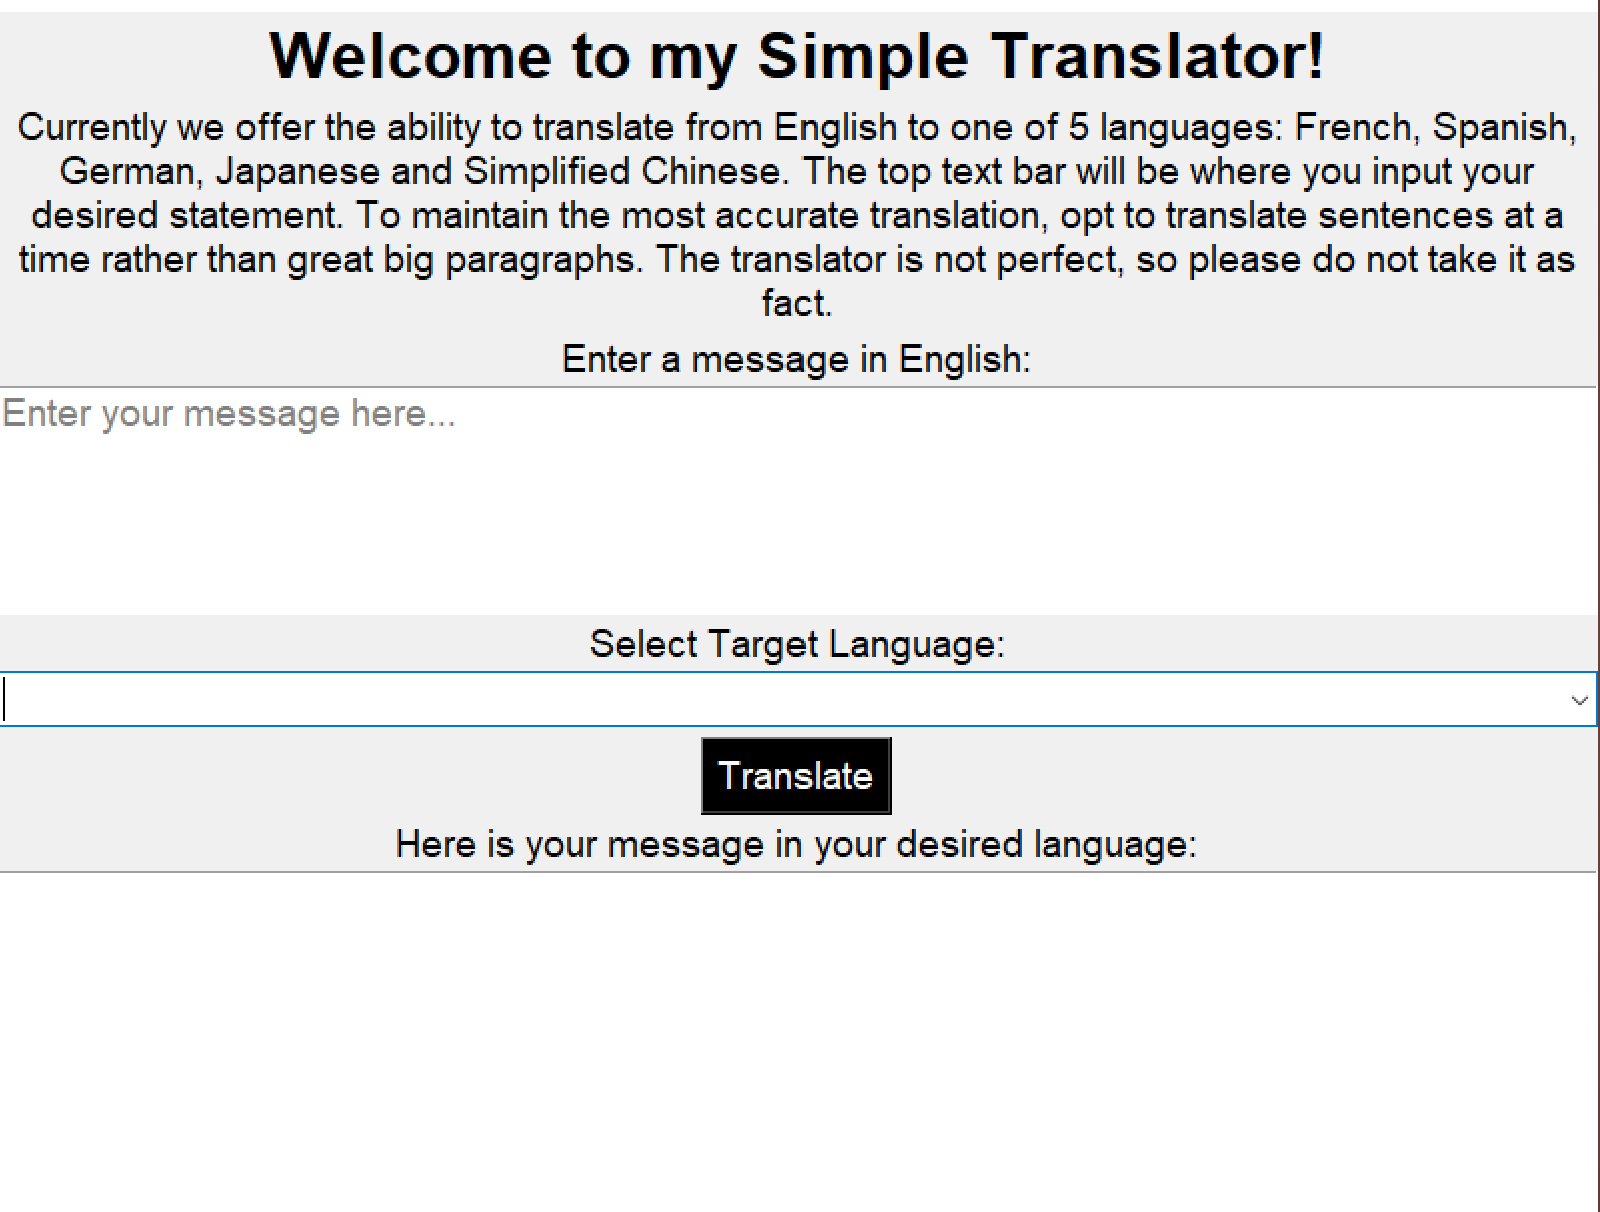 Welcome to my Simple Translator!
Currently we offer the ability to translate from English to one of 5 languages: French, Spanish,
German, Japanese and Simplified Chinese. The top text bar will be where you input your
desired statement. To maintain the most accurate translation, opt to translate sentences at a
time rather than great big paragraphs. The translator is not perfect, so please do not take it as
fact.
Enter a message in English:
Enter your message here...
Select Target Language:
Translate
Here is your message in your desired language: